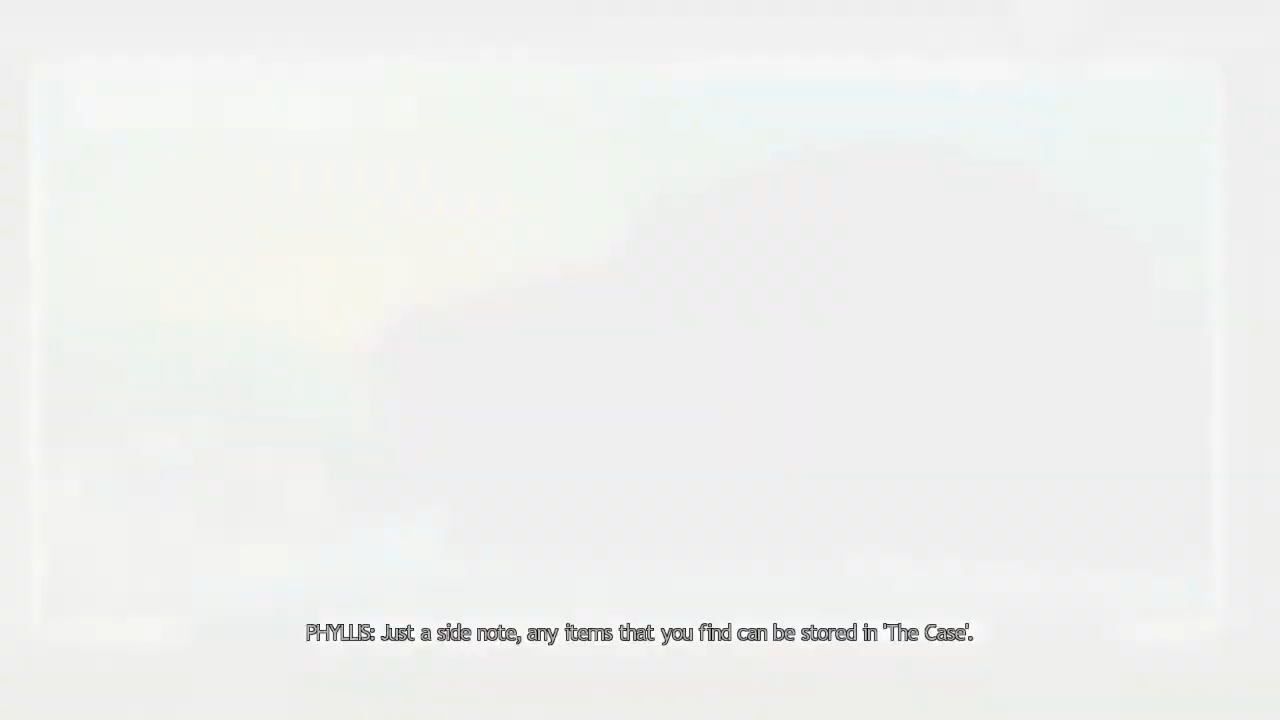 PHYLLIS: Just a side note, any items that you find can be stored in 'The Case'.